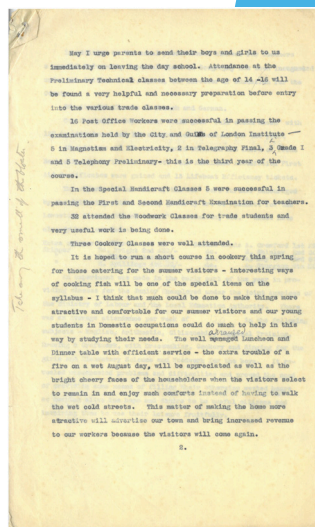 May I urge parents to send their boys and girls to us
immediately on leaving the day school. Attendance at the
Preliminary Technical classes between the age of 14 -16 will
be found a very helpful and necessary preparation before entry
into the various trade classes.
16 Post Office Workers were successful in passing the
examinations held by the City and Guilds of London Institute —
5 in Magnetism and Electricity, 2 in Telegraphy Final, 3 Grade I
and 5 Telephony Preliminary- this is the third year of the
course.
In the Special Handicraft Classes 5 were successful in
passing the First and Second Handicraft Examination for teachers.
32 attended the Woodwork Classes for trade students and
very useful work is being done.
Three Cookery Classes were well attended.
It is hoped to run a short course in cookery this spring
for those catering for the summer visitors - interesting ways
of cooking fish will be one of the special items on the
syllabus - I think that much could be done to make things more
atractive and comfortable for our summer visitors and our young
students in Domestic occupations could do much to help in this
way by studying their needs. The well managed Luncheon and
arranged
Dinner table with efficient service - the extra trouble of a
fire on a wet August day, will be appreciated as well as the
bright cheery faces of the householders when the visitors select
to remain in and enjoy such comforts instead of having to walk
the wet cold streets. This matter of making the home more
atractive will advertise our town and bring increased revenue
to our workers because the visitors will come again.
2.